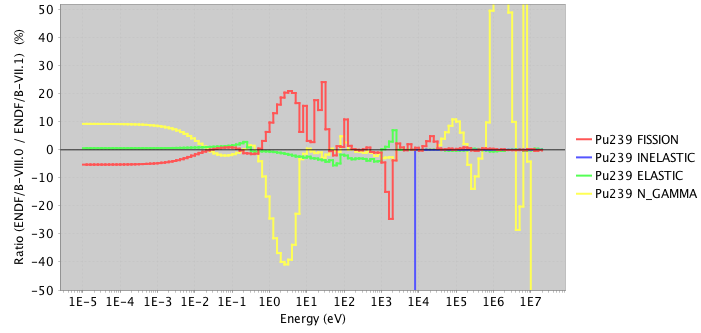 Ratio (ENDF/B-VIII.0 / ENDF/B-VII.1) (%)
50
40
30
20
10
0
-10
-20
-30
-40
-50
1E-5 1E-4 1E-3 1E-2 1E-1 1E0 1E1 1E2 1E3 1E4 1E5 1E6 1E7
Energy (eV)
Pu239 FISSION
Pu239 INELASTIC
Pu239 ELASTIC
Pu239 N_GAMMA